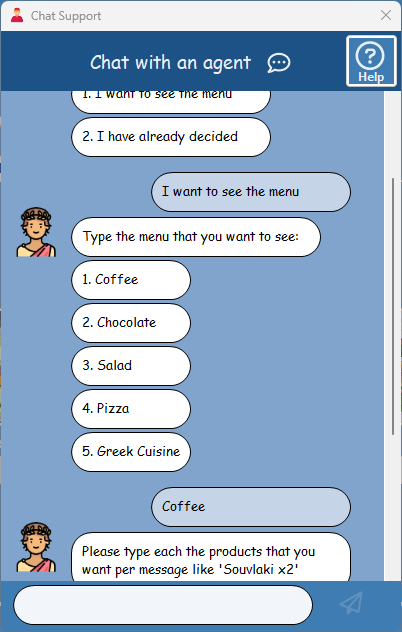 Chat Support
Chat with an agent
Help
1. I want to see the menu
2. I have already decided
I want to see the menu
Type the menu that you want to see:
1. Coffee
2. Chocolate
3. Salad
4. Pizza
5. Greek Cuisine
Coffee
Please type each the products that you
want per message like 'Souvlaki x2'